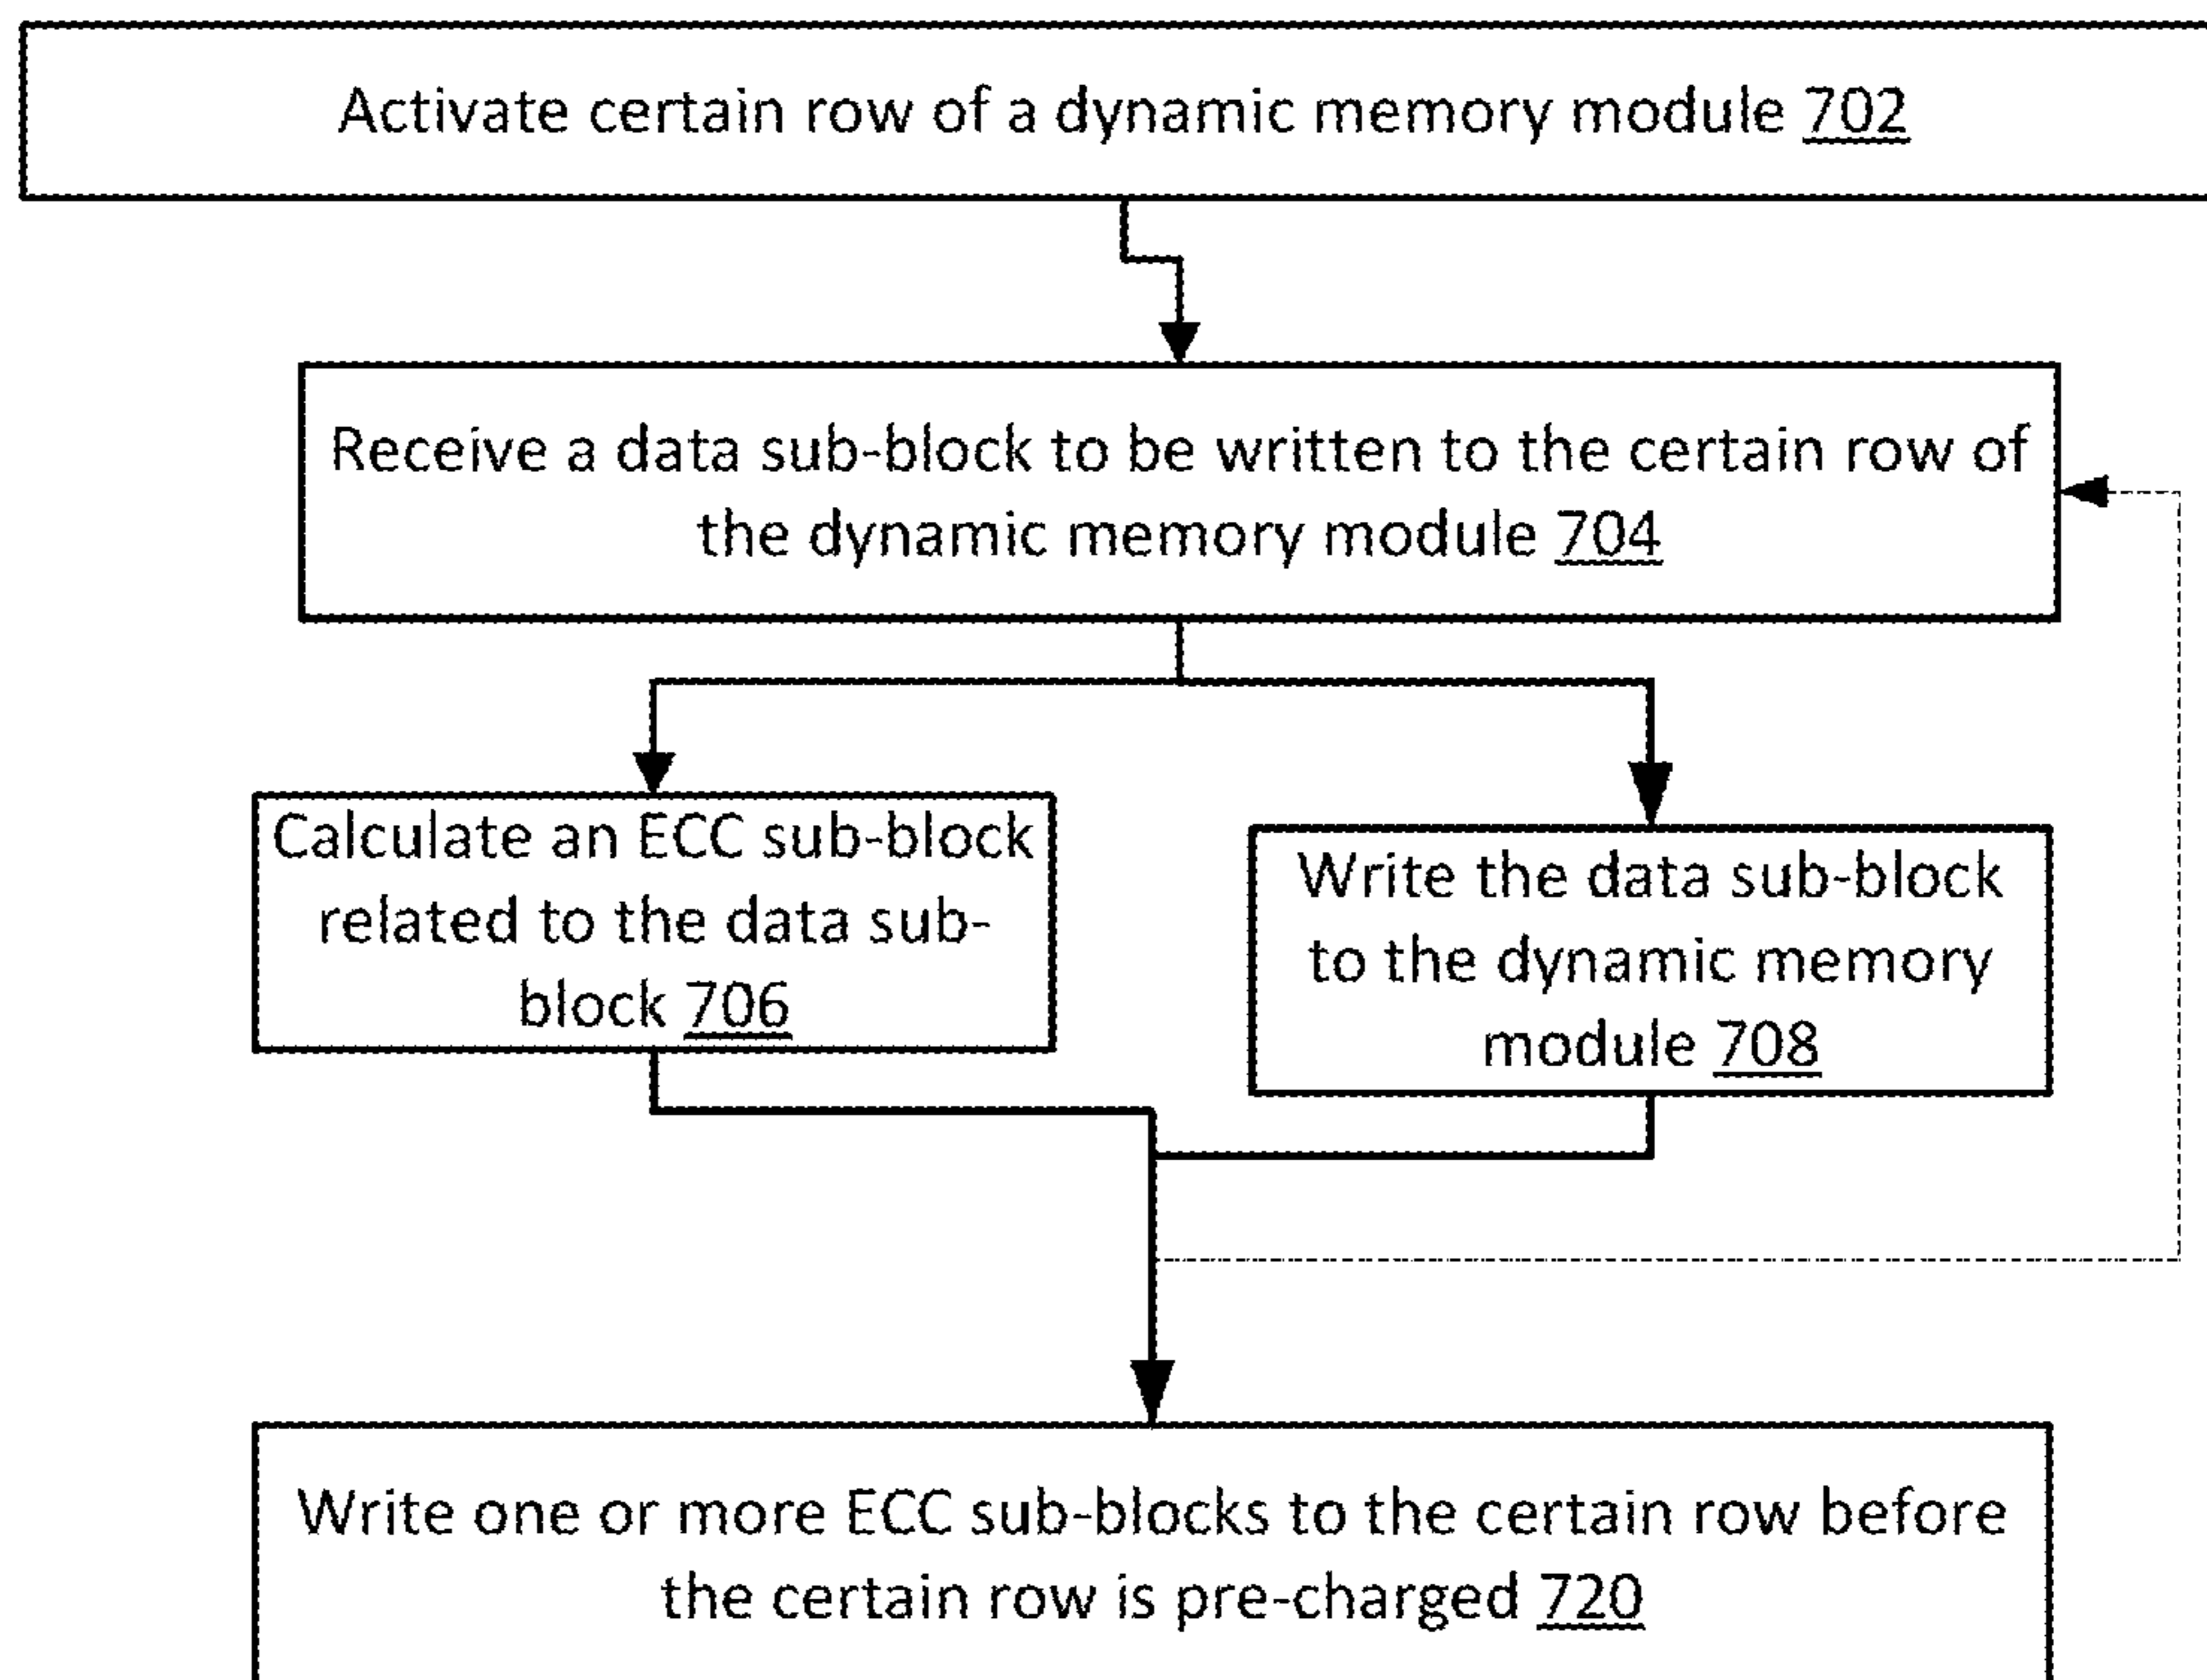 Activate certain row of a dynamic memory module 702
Receive a data sub-block to be written to the certain row of
the dynamic memory module 704
Calculate an ECC sub-block
related to the data sub-
block 706
Write the data sub-block
to the dynamic memory
module 708
Write one or more ECC sub-blocks to the certain row before
the certain row is pre-charged 720